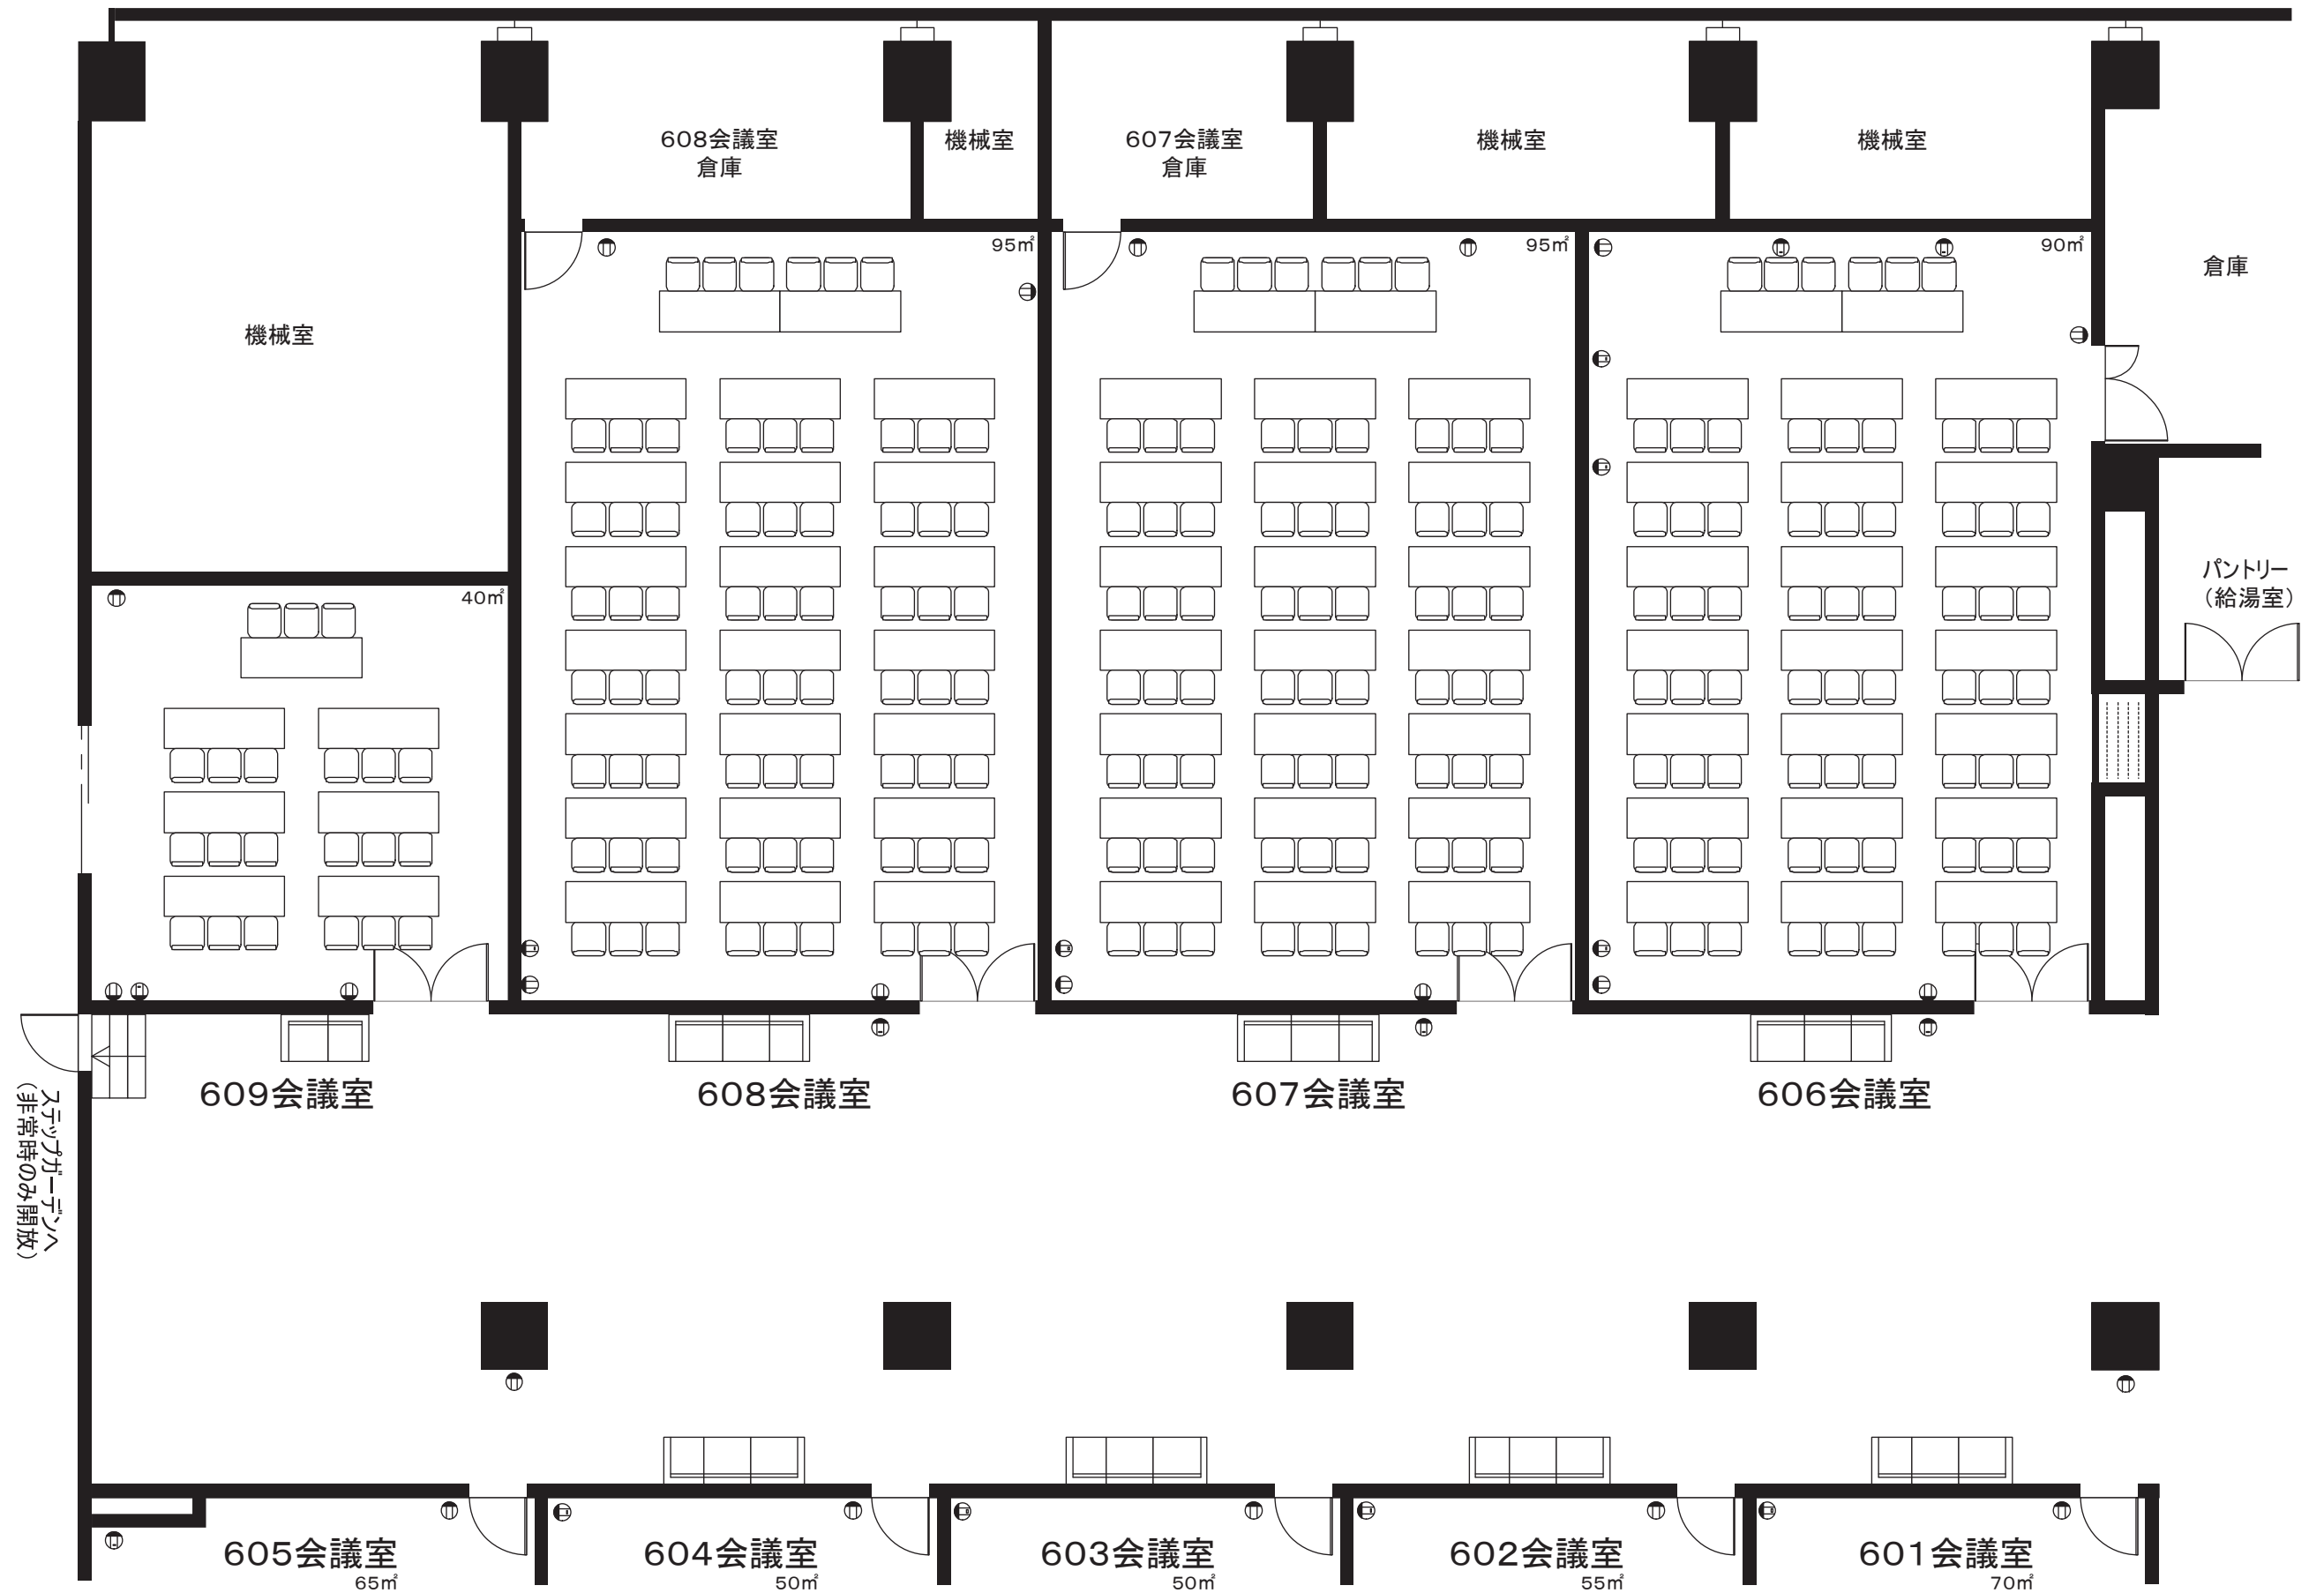 608会議室
倉庫
機械室
607会議室
倉庫
機械室
機械室
95㎡
95㎡
90㎡
倉庫
機械室
40㎡
パントリー
（給湯室）
609会議室
608会議室
607会議室
606会議室
ステップガーデンへ
（非常時のみ開放）
605会議室
65㎡
604会議室
50㎡
603会議室
50㎡
602会議室
55㎡
601会議室
70㎡